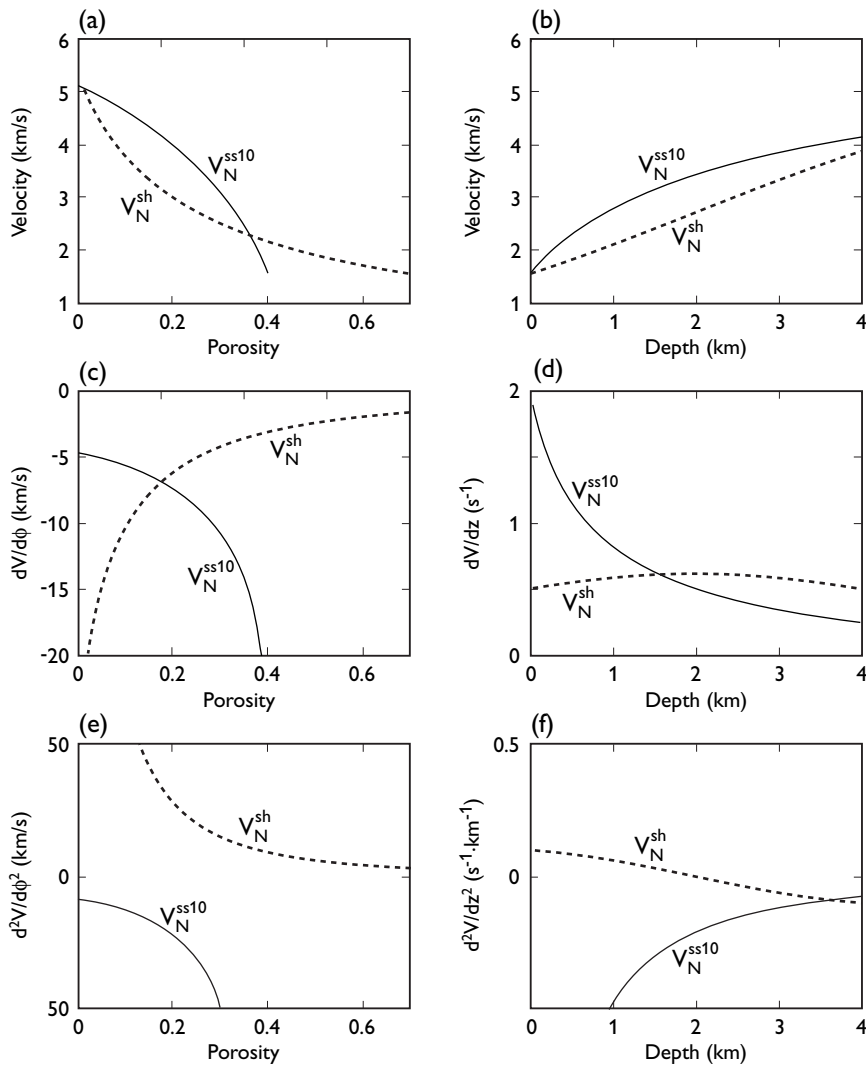 (a)
6
5
4
3
2
1
Velocity (km/s)
V_N^ss10
V_N^sh
0
0.2
0.4
0.6
Porosity
(b)
6
5
4
3
2
1
Velocity (km/s)
V_N^ss10
V_N^sh
0
1
2
3
4
Depth (km)
(c)
0
-5
-10
-15
-20
dV/dϕ (km/s)
V_N^sh
V_N^ss10
0
0.2
0.4
0.6
Porosity
(d)
2
1
0
dV/dz (s⁻¹)
V_N^ss10
V_N^sh
0
1
2
3
4
Depth (km)
(e)
50
0
50
d²V/dϕ² (km/s)
V_N^sh
V_N^ss10
0
0.2
0.4
0.6
Porosity
(f)
0.5
0
d²V/dz² (s⁻¹·km⁻¹)
V_N^sh
V_N^ss10
0
1
2
3
4
Depth (km)